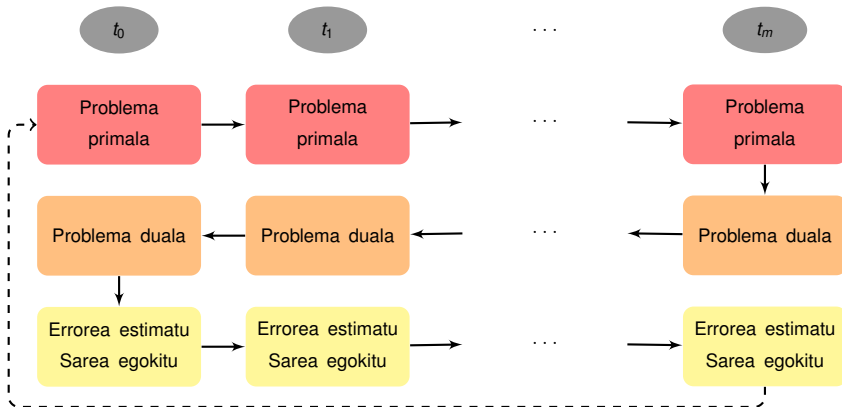 t0 t1 ... tm
Problema Problema ... Problema
primala primala primala
Problema duala Problema duala ... Problema duala
Errorea estimatu Errorea estimatu ... Errorea estimatu
Sarea egokitu Sarea egokitu Sarea egokitu